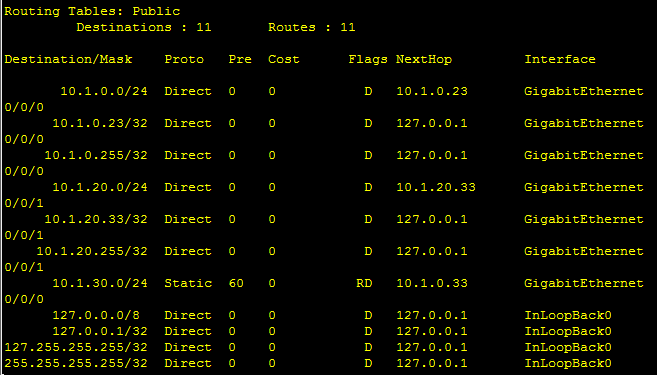 Routing Tables: Public
         Destinations : 11       Routes : 11

Destination/Mask    Proto   Pre  Cost      Flags NextHop         Interface

       10.1.0.0/24  Direct  0    0           D   10.1.0.23       GigabitEthernet
0/0/0
      10.1.0.23/32  Direct  0    0           D   127.0.0.1       GigabitEthernet
0/0/0
     10.1.0.255/32  Direct  0    0           D   127.0.0.1       GigabitEthernet
0/0/0
      10.1.20.0/24  Direct  0    0           D   10.1.20.33      GigabitEthernet
0/0/1
     10.1.20.33/32  Direct  0    0           D   127.0.0.1       GigabitEthernet
0/0/1
    10.1.20.255/32  Direct  0    0           D   127.0.0.1       GigabitEthernet
0/0/1
      10.1.30.0/24  Static  60   0          RD   10.1.0.33       GigabitEthernet
0/0/0
      127.0.0.0/8   Direct  0    0           D   127.0.0.1       InLoopBack0
      127.0.0.1/32  Direct  0    0           D   127.0.0.1       InLoopBack0
127.255.255.255/32  Direct  0    0           D   127.0.0.1       InLoopBack0
255.255.255.255/32  Direct  0    0           D   127.0.0.1       InLoopBack0